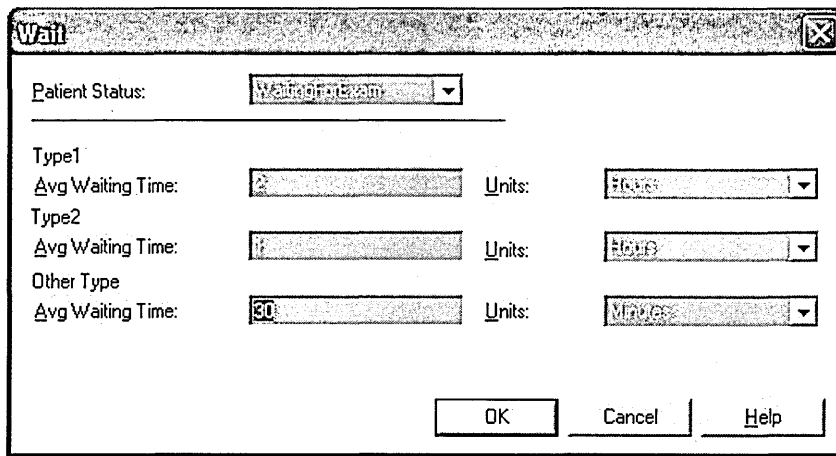 Wait
Patient Status: WaitingForExam
Type1
Avg Waiting Time: 2 Units: Hours
Type2
Avg Waiting Time: Units: Hours
Other Type
Avg Waiting Time: 30 Units: Minutes
OK Cancel Help